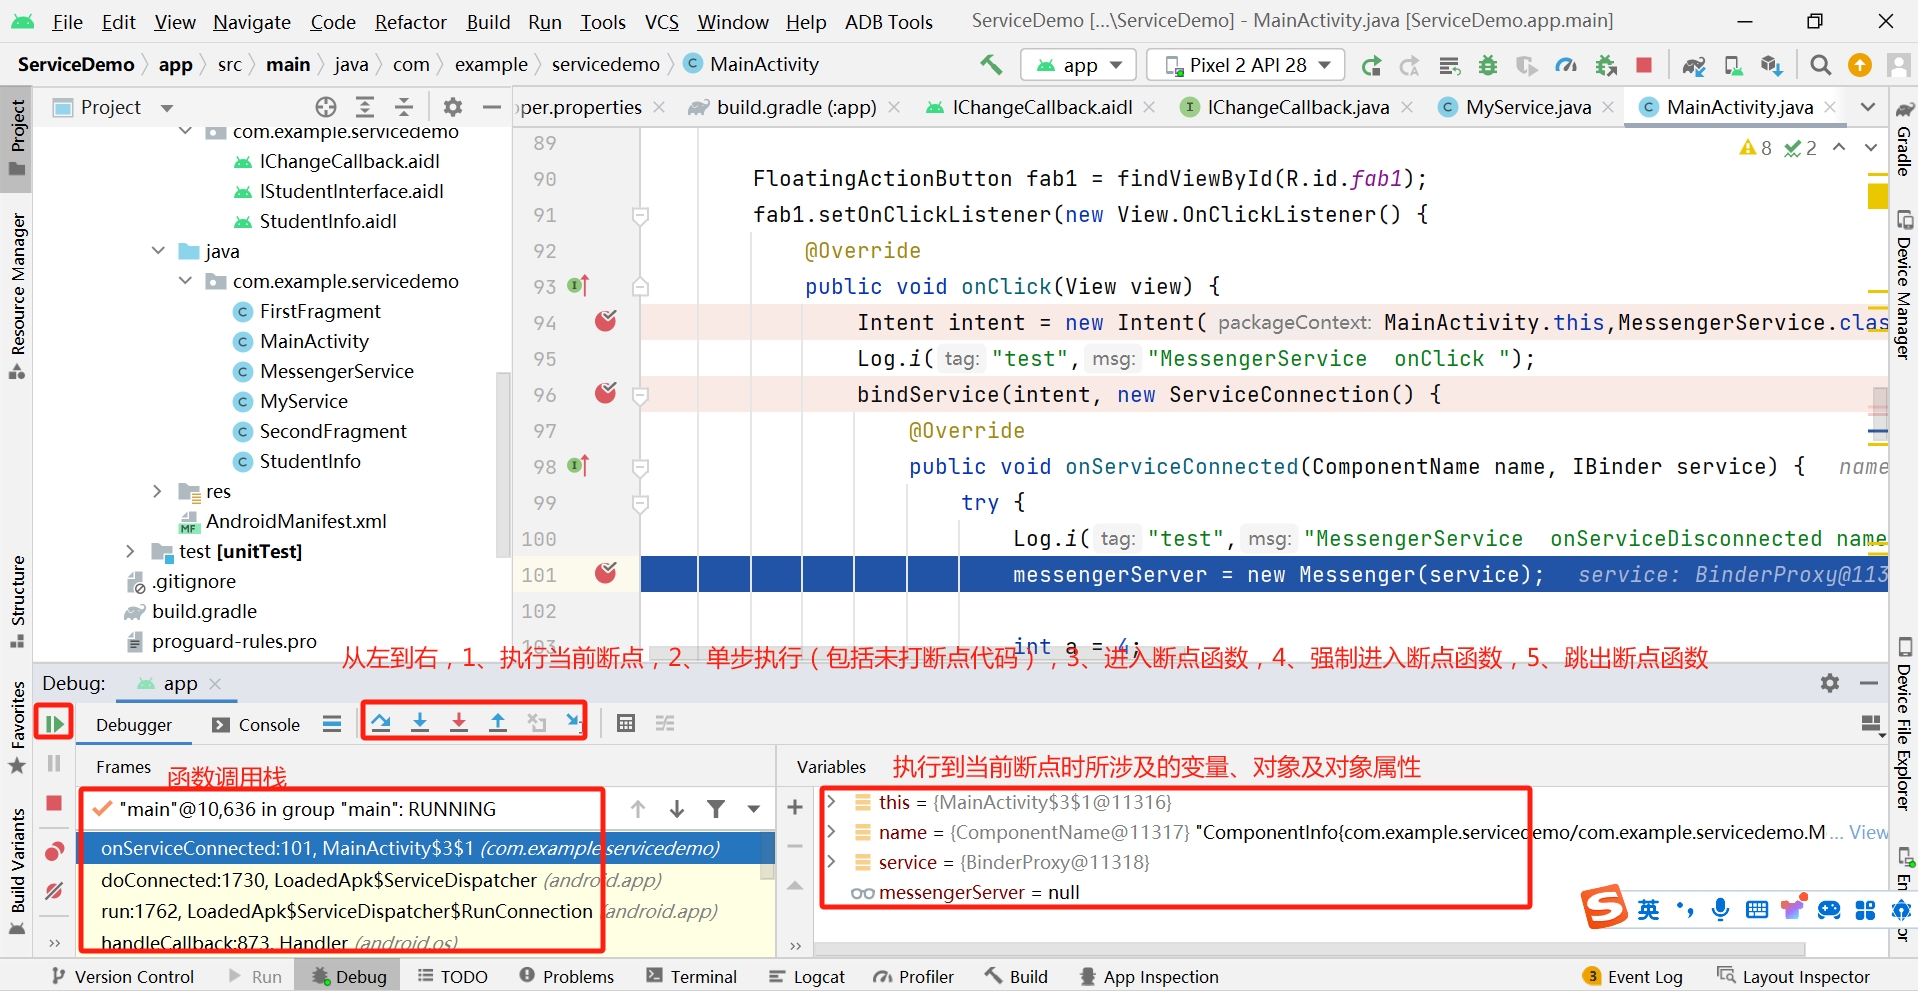 File Edit View Navigate Code Refactor Build Run Tools VCS Window Help ADB Tools ServiceDemo [...\ServiceDemo] - MainActivity.java [ServiceDemo.app.main]
ServiceDemo app src main java com example servicedemo MainActivity app Pixel 2 API 28
Project
oper.properties build.gradle (:app) IChangeCallback.aidl IChangeCallback.java MyService.java MainActivity.java
Project
Resource Manager
Structure
Favorites
Build Variants
com.example.servicedemo
IChangeCallback.aidl
IStudentInterface.aidl
StudentInfo.aidl
java
com.example.servicedemo
FirstFragment
MainActivity
MessengerService
MyService
SecondFragment
StudentInfo
res
AndroidManifest.xml
test [unitTest]
.gitignore
build.gradle
proguard-rules.pro
8 2
89
90 FloatingActionButton fab1 = findViewById(R.id.fab1);
91 fab1.setOnClickListener(new View.OnClickListener() {
92 @Override
93 public void onClick(View view) {
94 Intent intent = new Intent( packageContext: MainActivity.this,MessengerService.clas
95 Log.i( tag: "test", msg: "MessengerService  onClick ");
96 bindService(intent, new ServiceConnection() {
97 @Override
98 public void onServiceConnected(ComponentName name, IBinder service) { name
99 try {
100 Log.i( tag: "test", msg: "MessengerService  onServiceDisconnected name
101 messengerServer = new Messenger(service); service: BinderProxy@113
102
103 int a = 4;
Gradle
Device Manager
Device File Explorer
从左到右，1、执行当前断点，2、单步执行（包括未打断点代码），3、进入断点函数，4、强制进入断点函数，5、跳出断点函数
Debug: app
Debugger Console
Frames 函数调用栈
"main"@10,636 in group "main": RUNNING
onServiceConnected:101, MainActivity$3$1 (com.example.servicedemo)
doConnected:1730, LoadedApk$ServiceDispatcher (android.app)
run:1762, LoadedApk$ServiceDispatcher$RunConnection (android.app)
handleCallback:873, Handler (android.os)
Variables 执行到当前断点时所涉及的变量、对象及对象属性
this = {MainActivity$3$1@11316}
name = {ComponentName@11317} "ComponentInfo{com.example.servicedemo/com.example.servicedemo.M ... View
service = {BinderProxy@11318}
messengerServer = null
S 英
Version Control Run Debug TODO Problems Terminal Logcat Profiler Build App Inspection 3 Event Log Layout Inspector